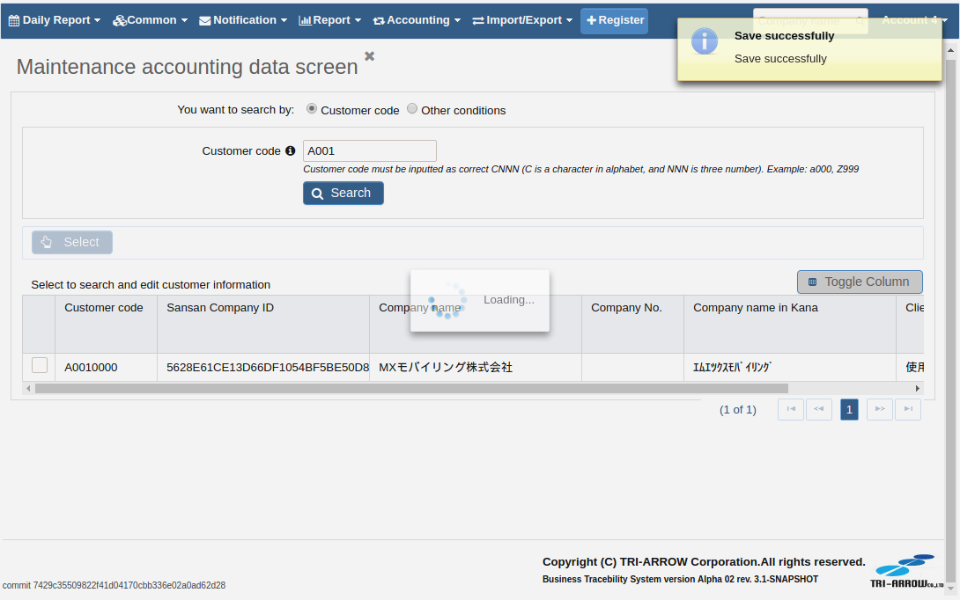 Daily Report Common Notification Report Accounting Import/Export Register Account 4
Save successfully
Save successfully
Maintenance accounting data screen
You want to search by: Customer code Other conditions
Customer code A001
Customer code must be inputted as correct CNNN (C is a character in alphabet, and NNN is three number). Example: a000, Z999
Search
Select
Select to search and edit customer information
Toggle Column
Loading...
Customer code Sansan Company ID Company name Company No. Company name in Kana Clie
A0010000 5628E61CE13D66DF1054BF5BE50D8 MXモバイリング株式会社 ｴﾑｴｯｸｽﾓﾊﾞｲﾘﾝｸﾞ 使用
(1 of 1) 1
Copyright (C) TRI-ARROW Corporation.All rights reserved.
Business Tracebility System version Alpha 02 rev. 3.1-SNAPSHOT
TRI-ARROW CO.,LTD
commit 7429c35509822f41d04170cbb336e02a0ad62d28